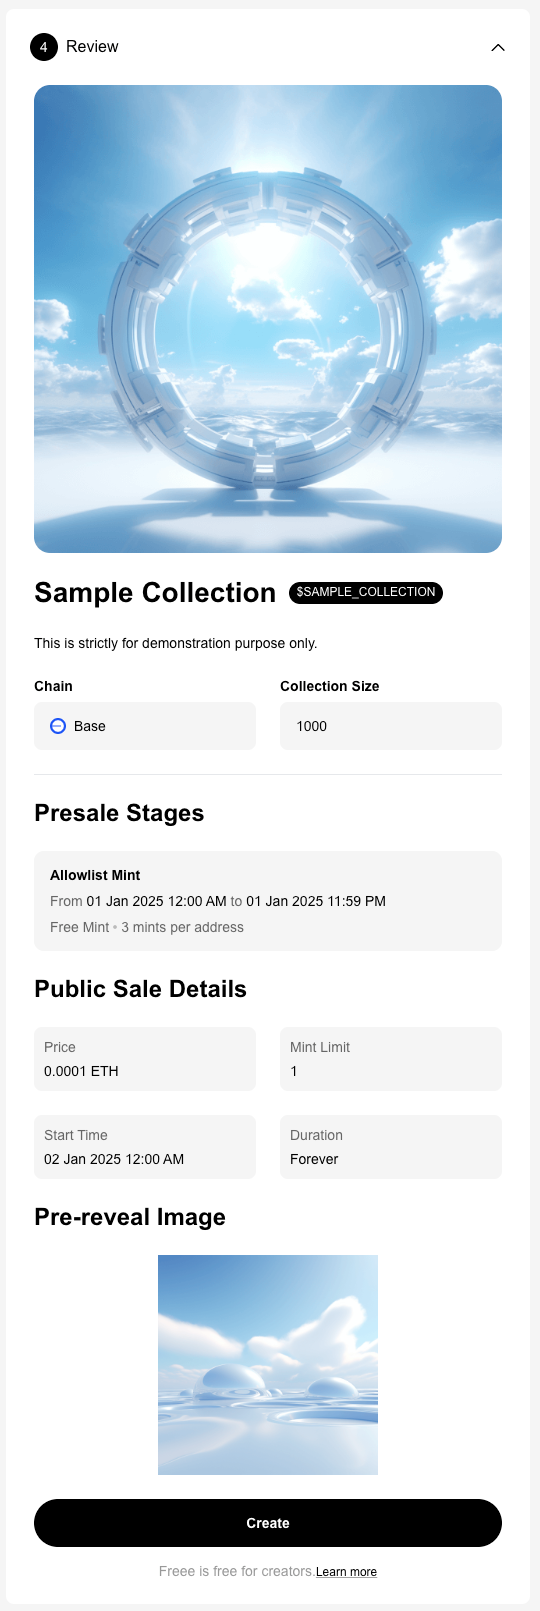 4 Review
Sample Collection $SAMPLE_COLLECTION
This is strictly for demonstration purpose only.
Chain
Collection Size
Base
1000
Presale Stages
Allowlist Mint
From 01 Jan 2025 12:00 AM to 01 Jan 2025 11:59 PM
Free Mint • 3 mints per address
Public Sale Details
Price
0.0001 ETH
Mint Limit
1
Start Time
02 Jan 2025 12:00 AM
Duration
Forever
Pre-reveal Image
Create
Freee is free for creators.Learn more